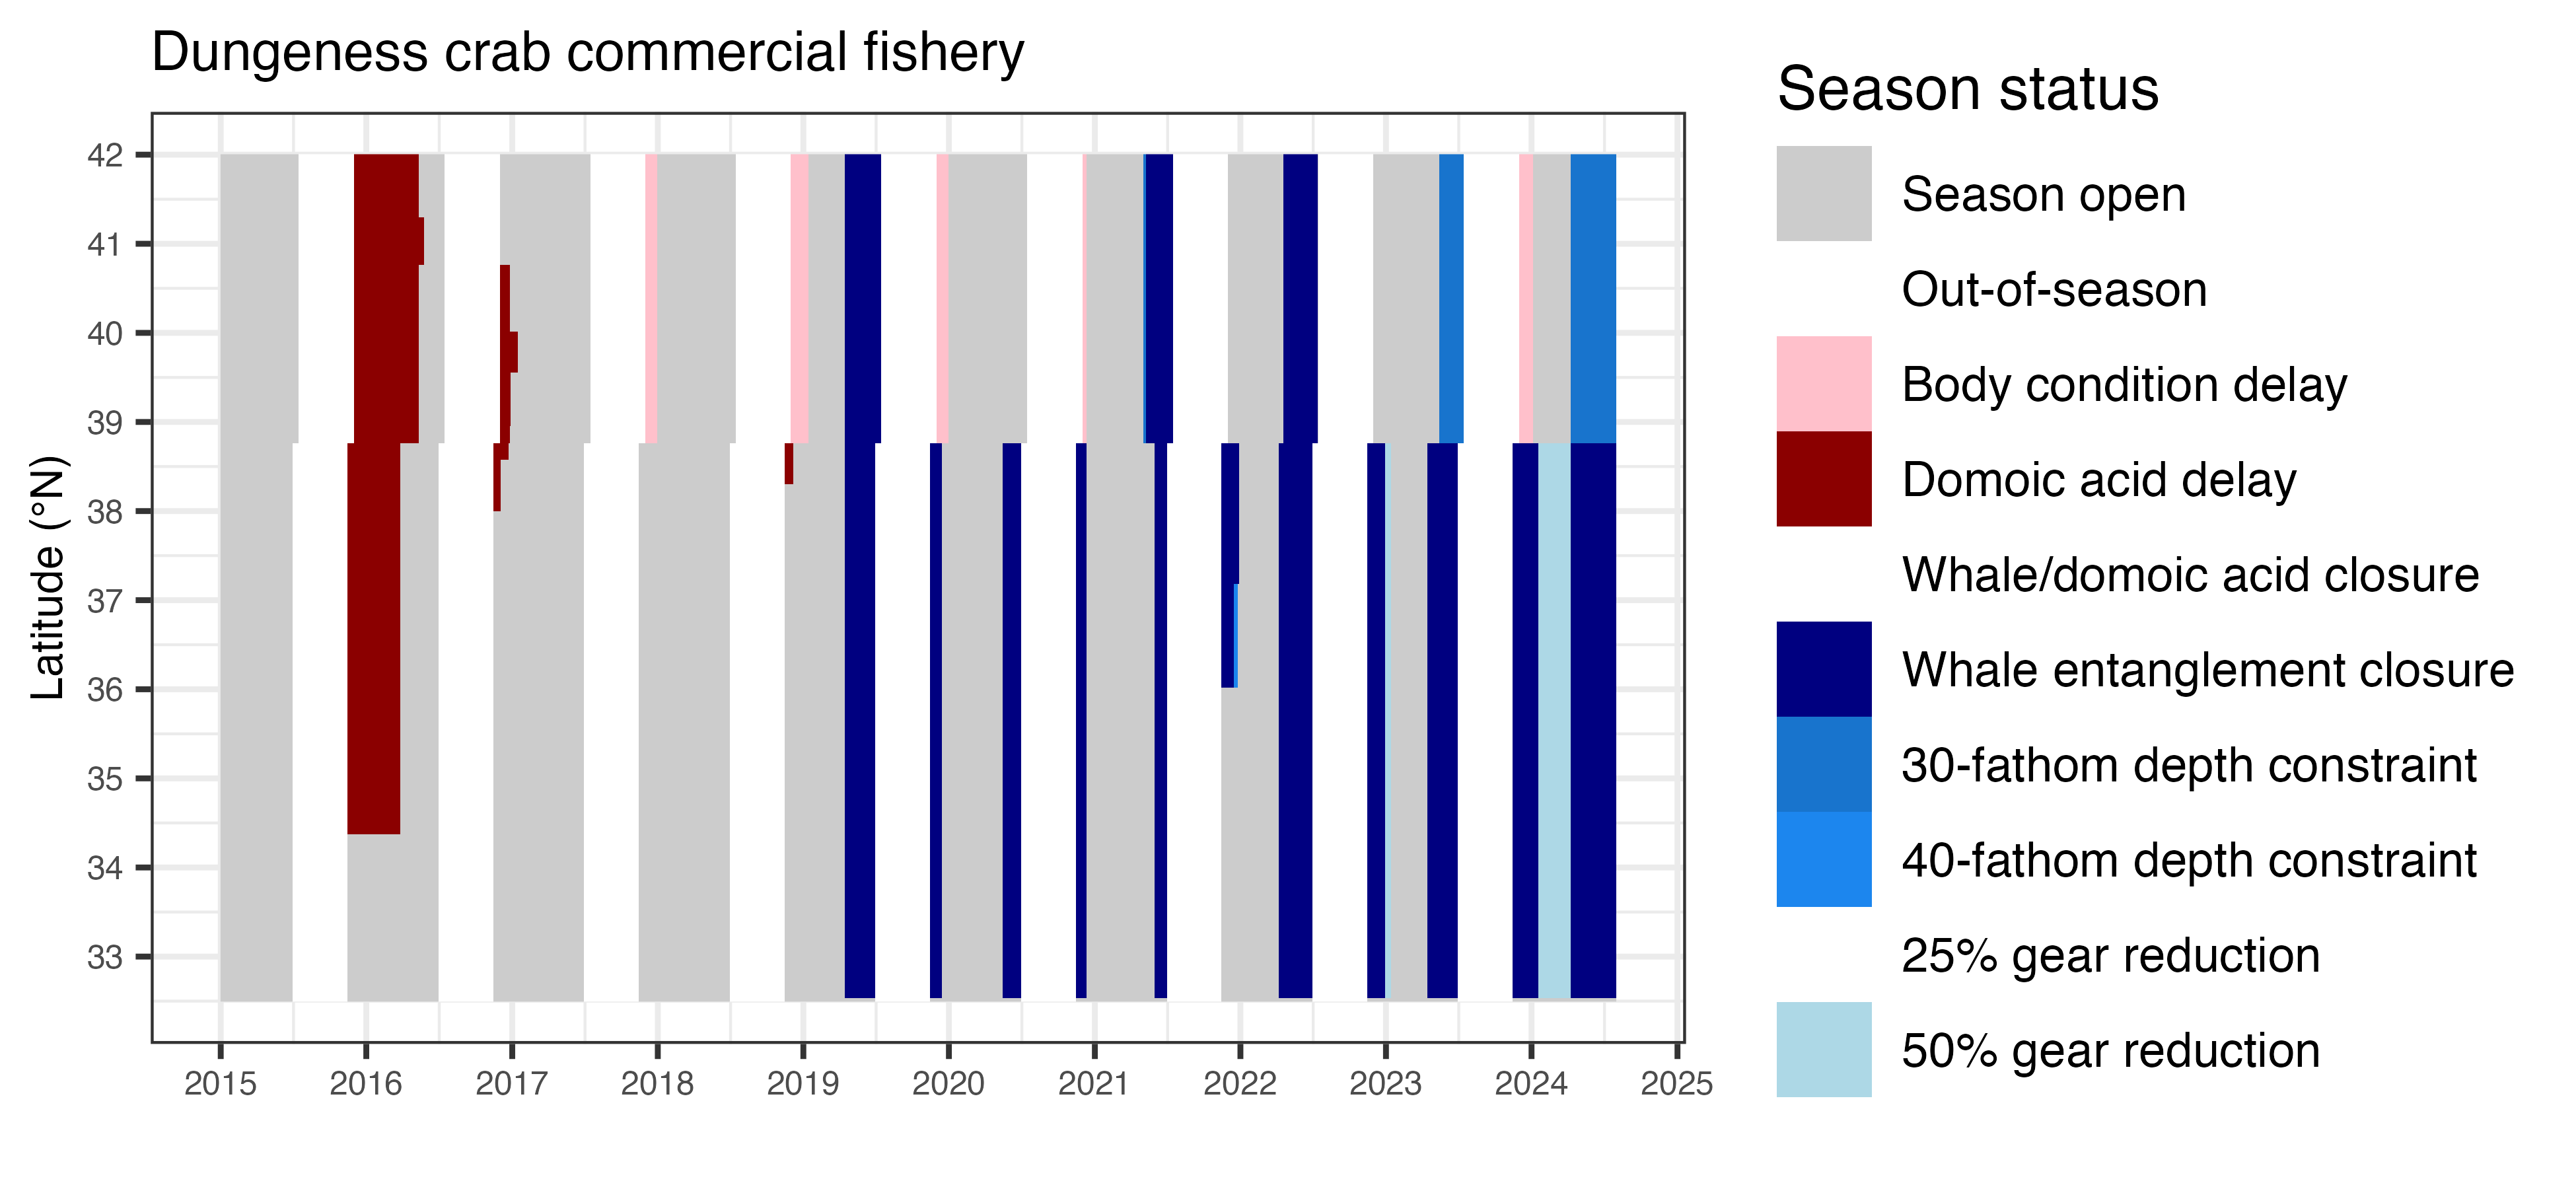 Dungeness crab commercial fishery
Season status
Season open
Out-of-season
Body condition delay
Domoic acid delay
Whale/domoic acid closure
Whale entanglement closure
30-fathom depth constraint
40-fathom depth constraint
25% gear reduction
50% gear reduction
Latitude (°N)
42
41
40
39
38
37
36
35
34
33
2015 2016 2017 2018 2019 2020 2021 2022 2023 2024 2025